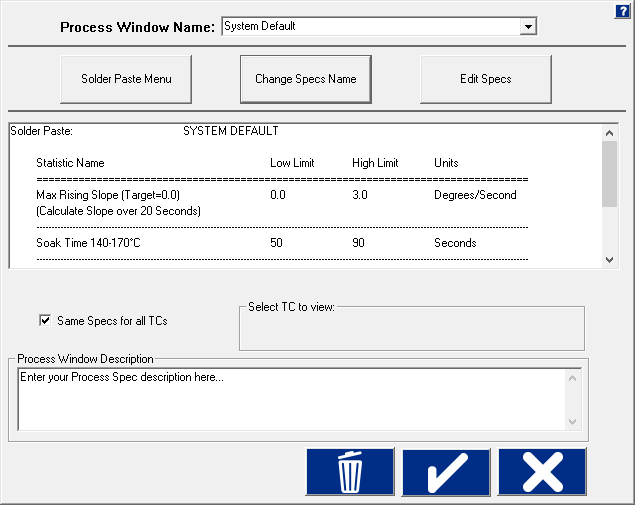 ?
Process Window Name: System Default
Solder Paste Menu Change Specs Name Edit Specs
Solder Paste: SYSTEM DEFAULT
Statistic Name Low Limit High Limit Units
==================================================================================
Max Rising Slope (Target=0.0) 0.0 3.0 Degrees/Second
(Calculate Slope over 20 Seconds)
Soak Time 140-170°C 50 90 Seconds
Same Specs for all TCs
Select TC to view:
Process Window Description
Enter your Process Spec description here...